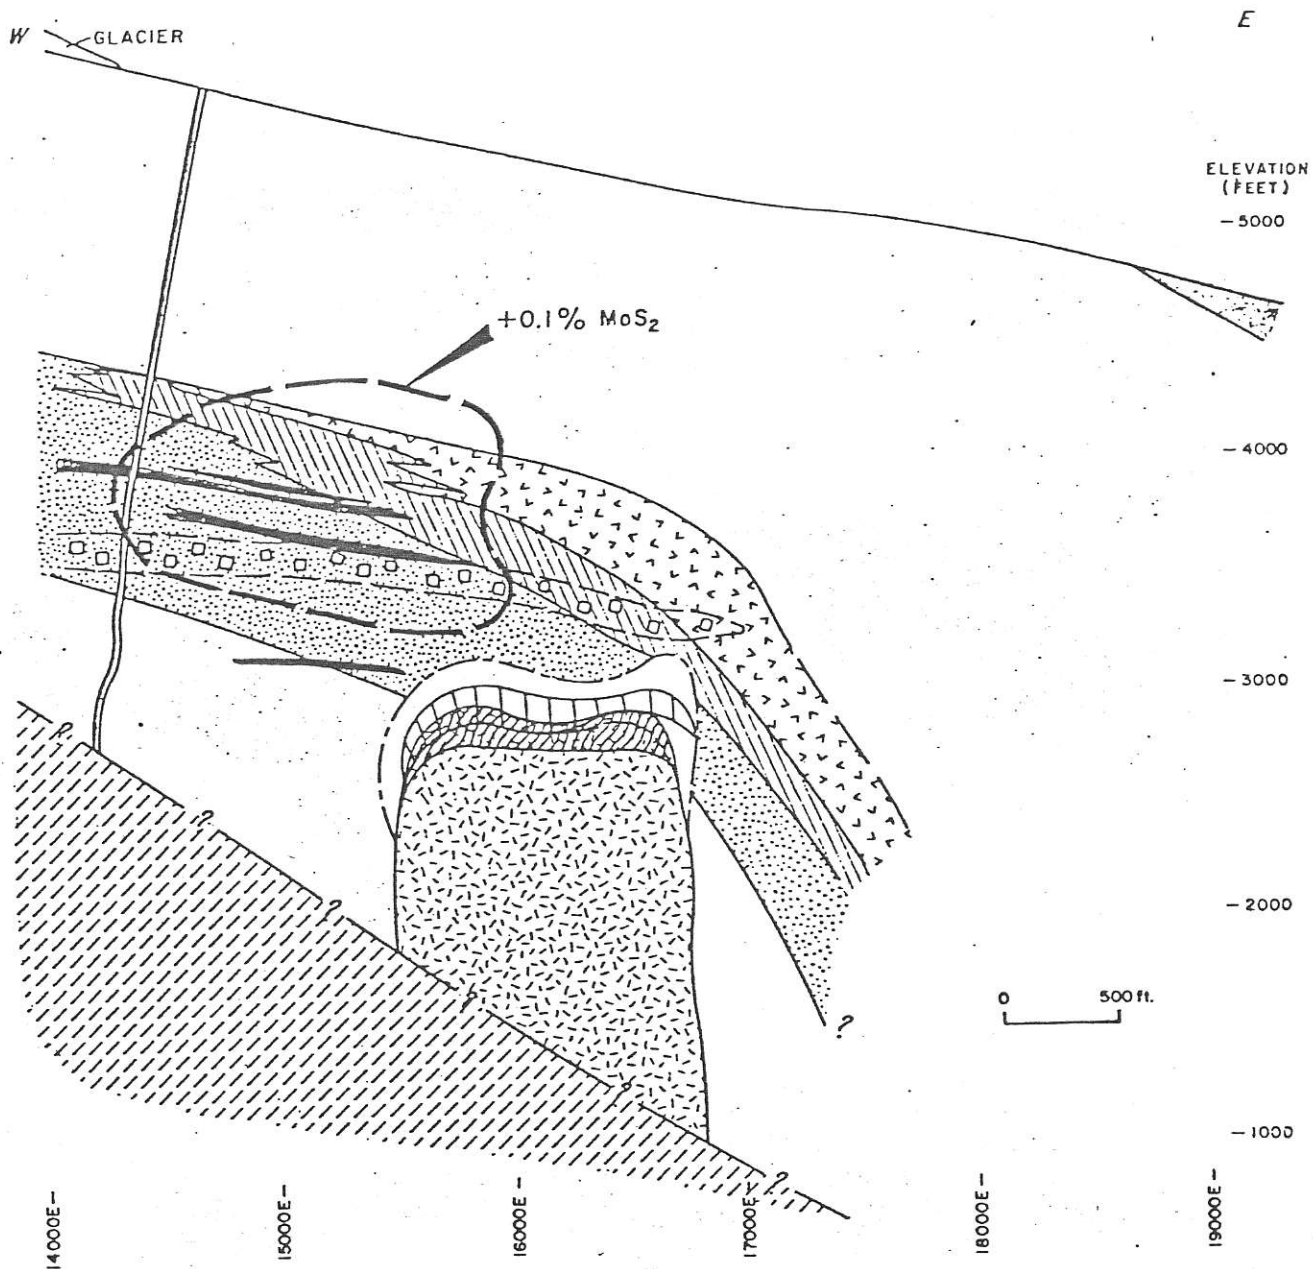 W
E
GLACIER
ELEVATION
(FEET)
-5000
+0.1% MoS2
-4000
-3000
?
?
?
-2000
?
0 500 ft.
?
?
-1000
?
14000E-
15000E-
16000E-
17000E-
18000E-
19000E-